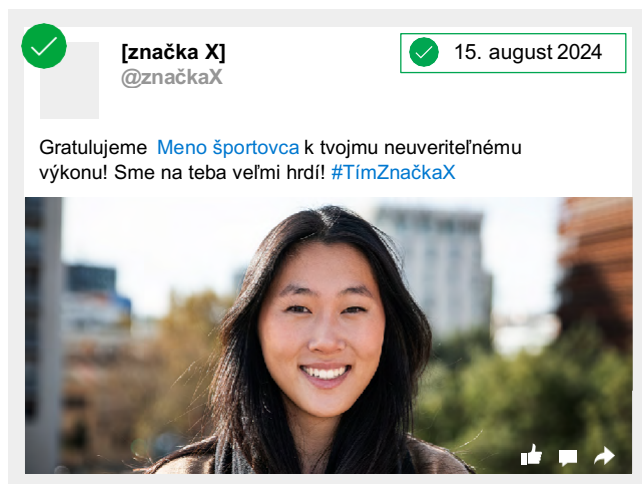 [značka X]
15. august 2024
@značkaX
Gratulujeme Meno športovca k tvojmu neuveriteľnému
výkonu! Sme na teba veľmi hrdí! #TímZnačkaX